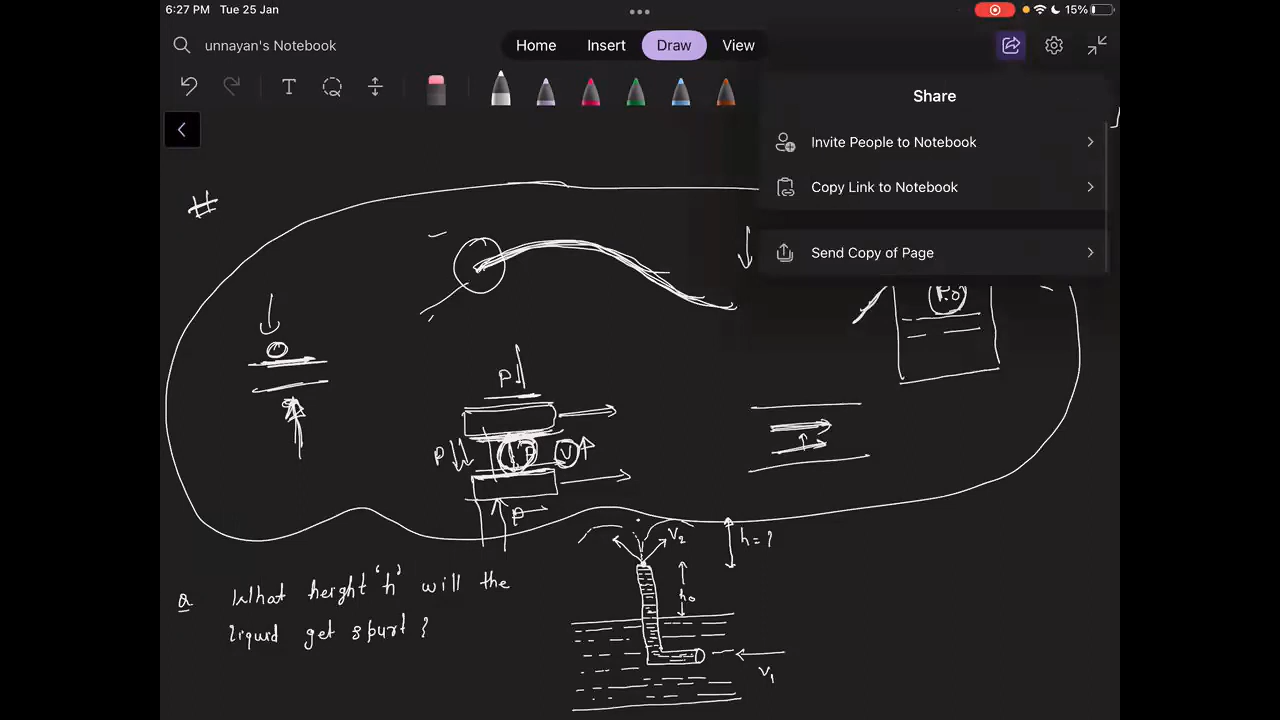 6:27 PM Tue 25 Jan
15%
unnayan's Notebook
Home Insert Draw View
T
Share
Invite People to Notebook
Copy Link to Notebook
Send Copy of Page
#
P
P
P
V
P
V2
h = ?
h0
V1
Q What height 'h' will the
liquid get spurt ?